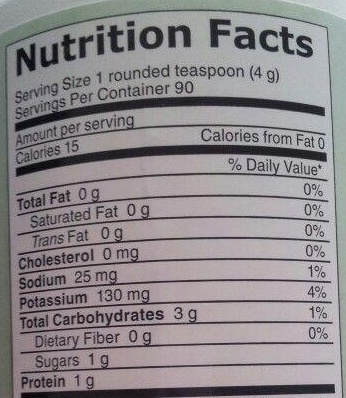 Nutrition Facts
Serving Size 1 rounded teaspoon (4 g)
Servings Per Container 90
Amount per serving
Calories 15 Calories from Fat 0
% Daily Value*
Total Fat 0 g 0%
Saturated Fat 0 g 0%
Trans Fat 0 g 0%
Cholesterol 0 mg 0%
Sodium 25 mg 1%
Potassium 130 mg 4%
Total Carbohydrates 3 g 1%
Dietary Fiber 0 g 0%
Sugars 1 g
Protein 1 g